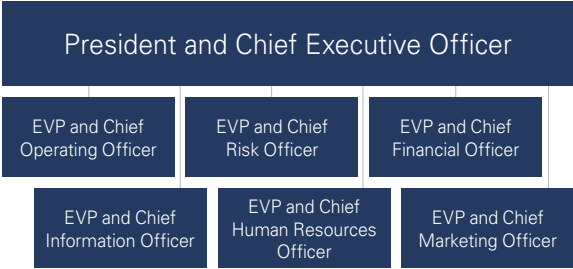 President and Chief Executive Officer
EVP and Chief
Operating Officer
EVP and Chief
Risk Officer
EVP and Chief
Financial Officer
EVP and Chief
Information Officer
EVP and Chief
Human Resources
Officer
EVP and Chief
Marketing Officer